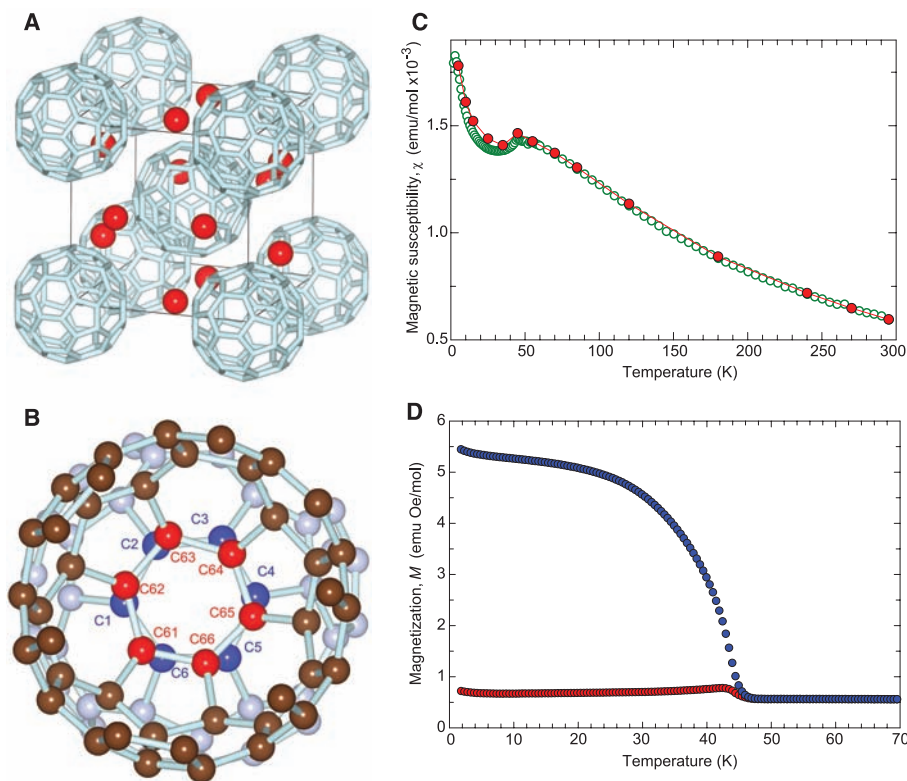 A
B
C2
C3
C63
C64
C4
C62
C1
C65
C61
C66
C6
C5
C
Magnetic susceptibility, χ (emu/mol x10⁻³)
1.5
1.0
0.5
0 50 100 150 200 250 300
Temperature (K)
D
Magnetization, M (emu Oe/mol)
6
5
4
3
2
1
0
0 10 20 30 40 50 60 70
Temperature (K)